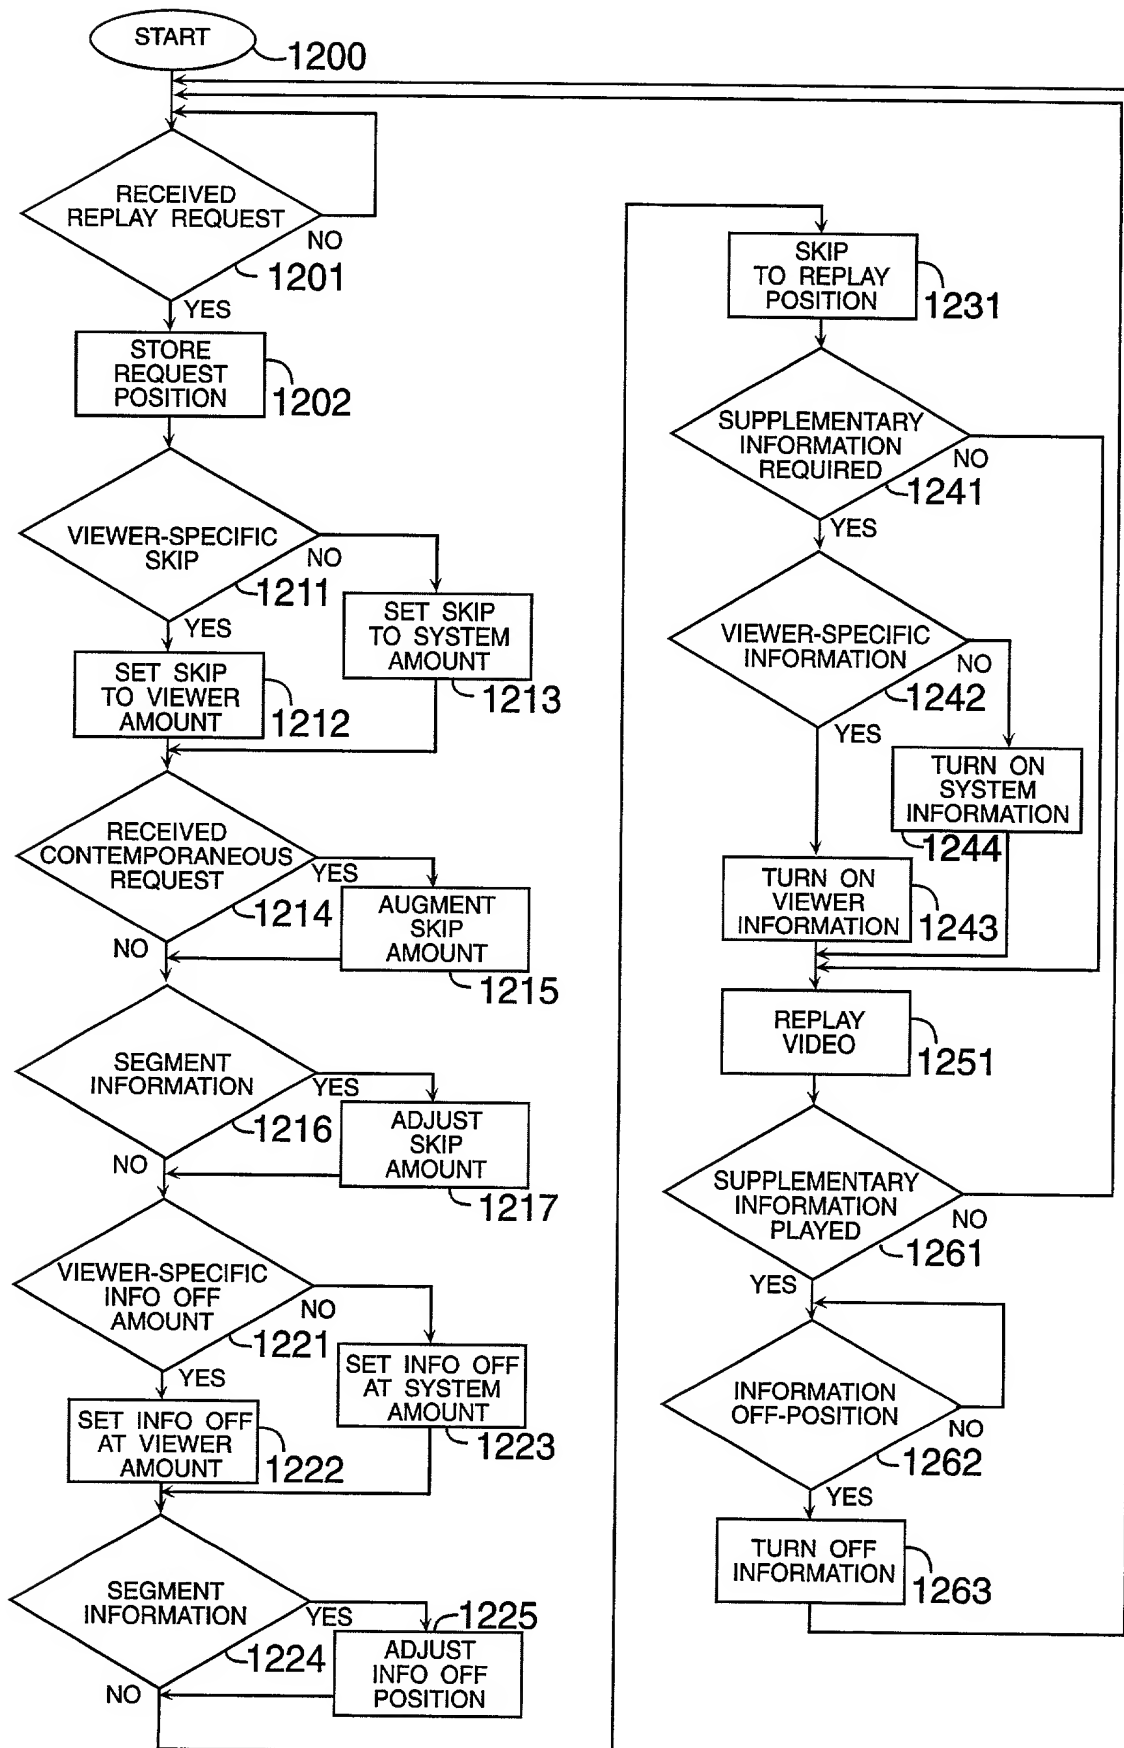 START
1200
RECEIVED
REPLAY REQUEST
NO
1201
YES
STORE
REQUEST
POSITION
1202
VIEWER-SPECIFIC
SKIP
NO
1211
YES
SET SKIP
TO SYSTEM
AMOUNT
1213
SET SKIP
TO VIEWER
AMOUNT
1212
RECEIVED
CONTEMPORANEOUS
REQUEST
YES
1214
NO
AUGMENT
SKIP
AMOUNT
1215
SEGMENT
INFORMATION
YES
1216
NO
ADJUST
SKIP
AMOUNT
1217
VIEWER-SPECIFIC
INFO OFF
AMOUNT
NO
1221
YES
SET INFO OFF
AT SYSTEM
AMOUNT
1223
SET INFO OFF
AT VIEWER
AMOUNT
1222
SEGMENT
INFORMATION
YES
1224
NO
1225
ADJUST
INFO OFF
POSITION
SKIP
TO REPLAY
POSITION
1231
SUPPLEMENTARY
INFORMATION
REQUIRED
NO
1241
YES
VIEWER-SPECIFIC
INFORMATION
NO
1242
YES
TURN ON
SYSTEM
INFORMATION
1244
TURN ON
VIEWER
INFORMATION
1243
REPLAY
VIDEO
1251
SUPPLEMENTARY
INFORMATION
PLAYED
NO
1261
YES
INFORMATION
OFF-POSITION
NO
1262
YES
TURN OFF
INFORMATION
1263